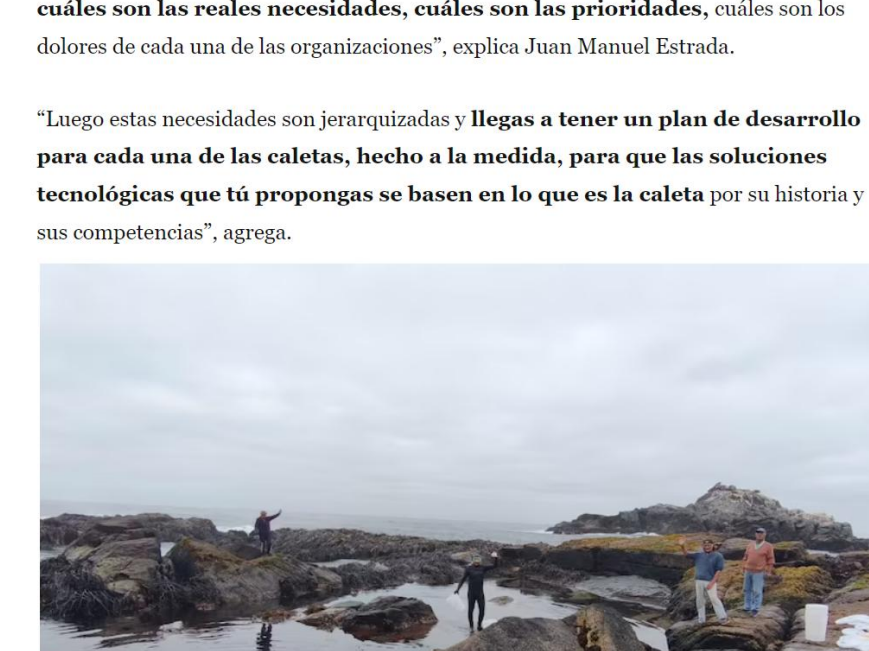 cuáles son las reales necesidades, cuáles son las prioridades, cuáles son los
dolores de cada una de las organizaciones”, explica Juan Manuel Estrada.
“Luego estas necesidades son jerarquizadas y llegas a tener un plan de desarrollo
para cada una de las caletas, hecho a la medida, para que las soluciones
tecnológicas que tú propongas se basen en lo que es la caleta por su historia y
sus competencias”, agrega.